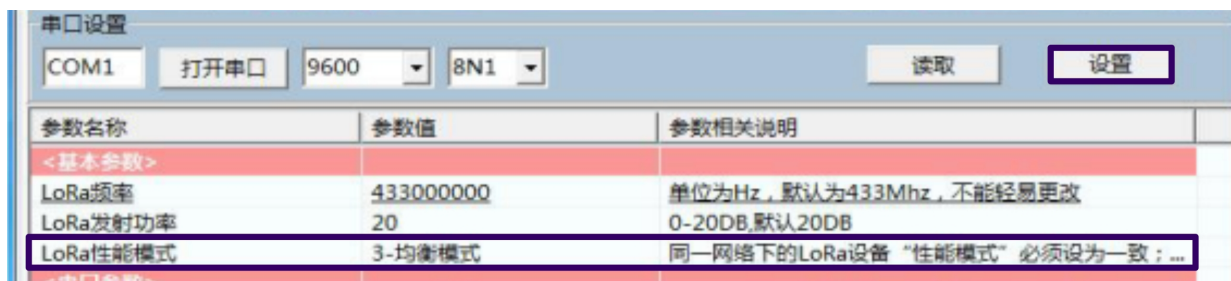 串口设置
COM1 打开串口 9600 8N1 读取 设置
参数名称 参数值 参数相关说明
<基本参数>
LoRa频率 433000000 单位为Hz，默认为433Mhz，不能轻易更改
LoRa发射功率 20 0-20DB,默认20DB
LoRa性能模式 3-均衡模式 同一网络下的LoRa设备“性能模式”必须设为一致；...
<串口参数>